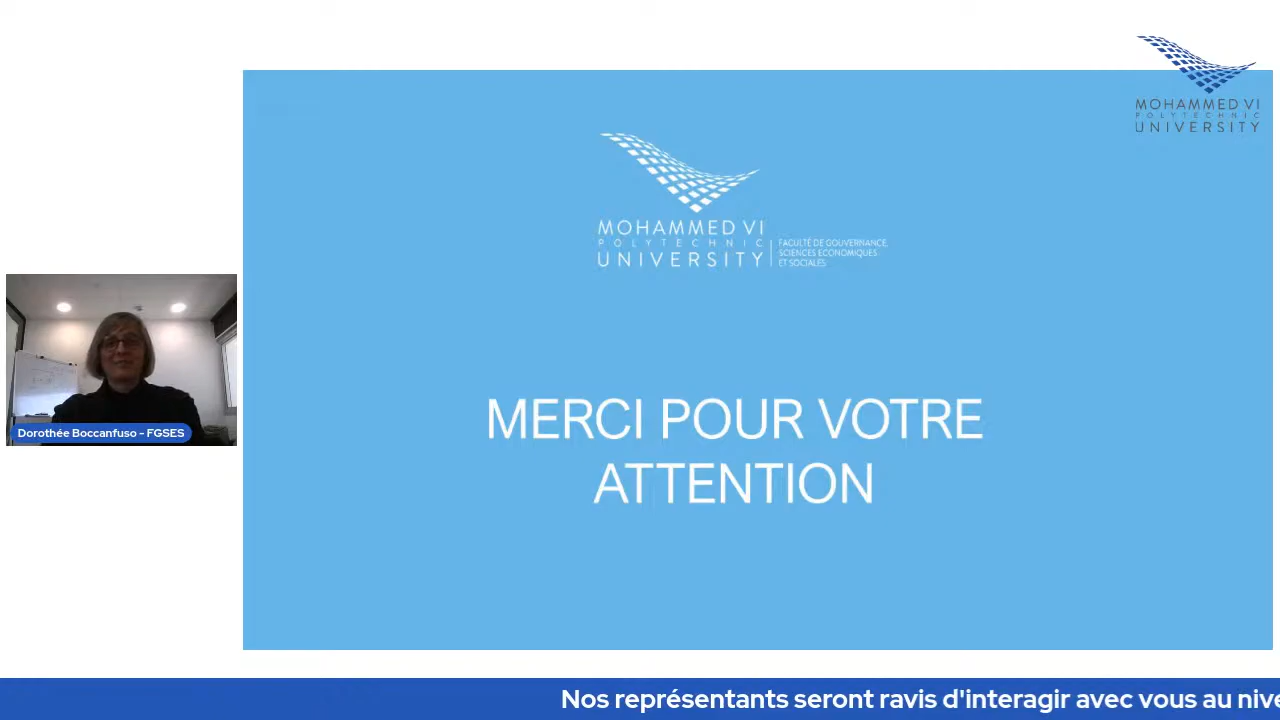 MOHAMMED VI
POLYTECHNIC
UNIVERSITY
MOHAMMED VI
POLYTECHNIC
UNIVERSITY
FACULTÉ DE GOUVERNANCE,
SCIENCES ECONOMIQUES
ET SOCIALES
MERCI POUR VOTRE
ATTENTION
Dorothée Boccanfuso - FGSES
Nos représentants seront ravis d'interagir avec vous au nive